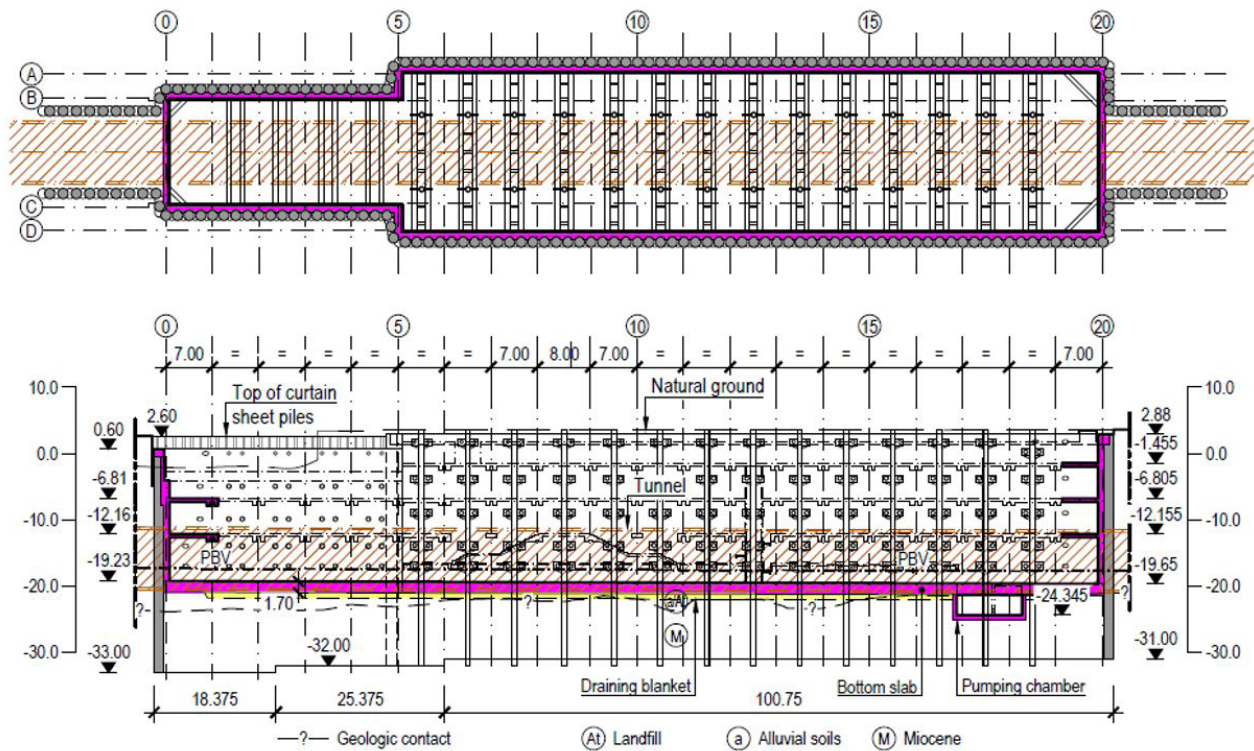 0 5 10 15 20
A
B
C
D
0 5 10 15 20
7.00 = = = = = = 7.00 8.00 7.00 = = = = = = = = = 7.00
10.0 Top of curtain Natural ground 10.0
sheet piles
0.60 2.60 2.88
0.0 -1.455 0.0
-6.81 Tunnel -6.805
-10.0 -10.0
-12.16 -12.155
PBV PBV
-19.23 -19.65
-20.0 -20.0
?- 1.70 ? a/At -?- -24.345 ?
M
-30.0 -32.00 -31.00 -30.0
-33.00
Draining blanket Bottom slab Pumping chamber
18.375 25.375 100.75
—?— Geologic contact At Landfill a Alluvial soils M Miocene